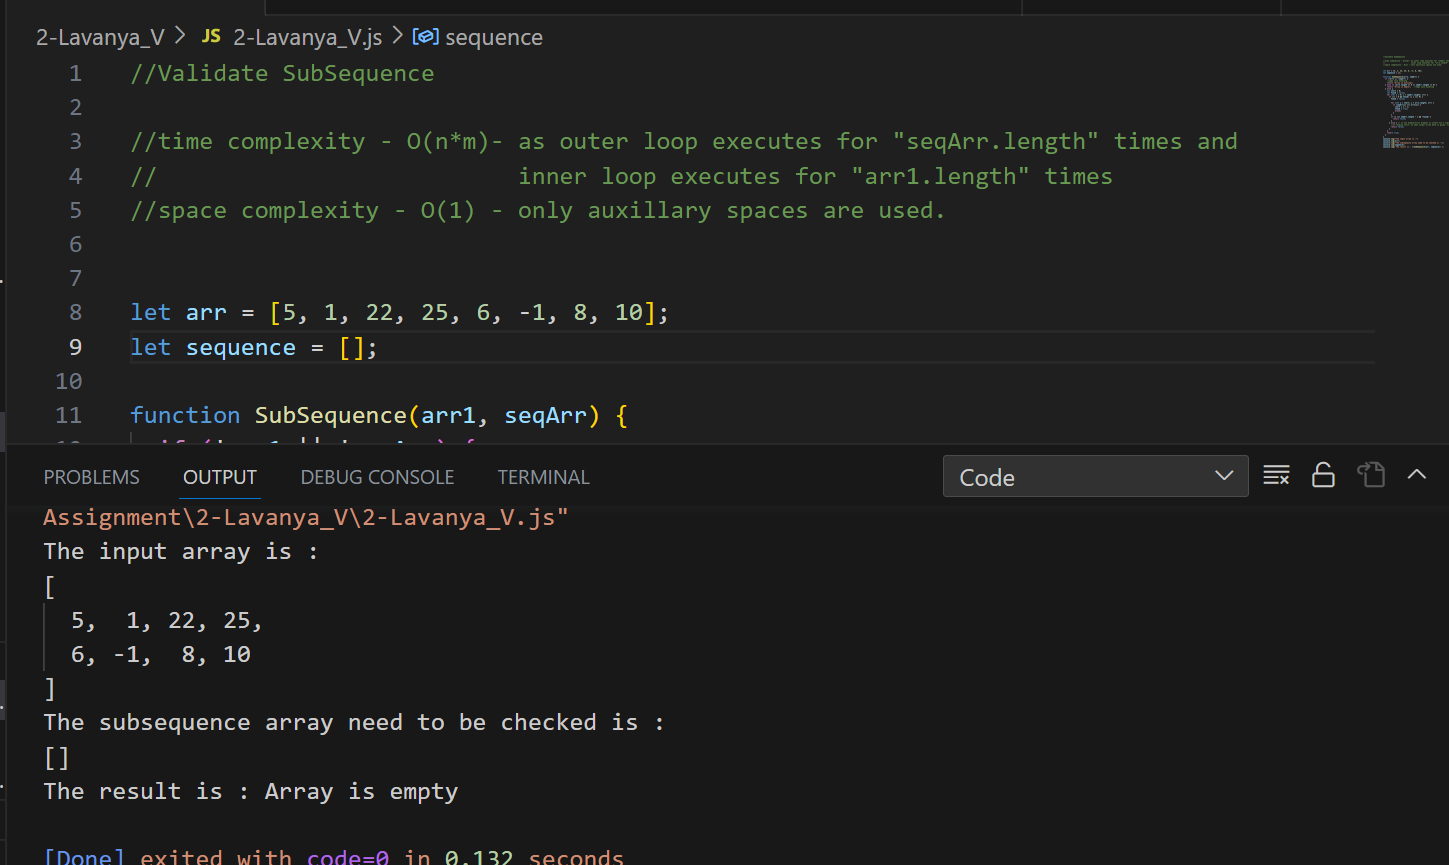 2-Lavanya_V > JS 2-Lavanya_V.js > sequence
1 //Validate SubSequence
2
3 //time complexity - O(n*m)- as outer loop executes for "seqArr.length" times and
4 // inner loop executes for "arr1.length" times
5 //space complexity - O(1) - only auxillary spaces are used.
6
7
8 let arr = [5, 1, 22, 25, 6, -1, 8, 10];
9 let sequence = [];
10
11 function SubSequence(arr1, seqArr) {
PROBLEMS OUTPUT DEBUG CONSOLE TERMINAL Code
Assignment\2-Lavanya_V\2-Lavanya_V.js"
The input array is :
[
5, 1, 22, 25,
6, -1, 8, 10
]
The subsequence array need to be checked is :
[]
The result is : Array is empty
[Done] exited with code=0 in 0.132 seconds